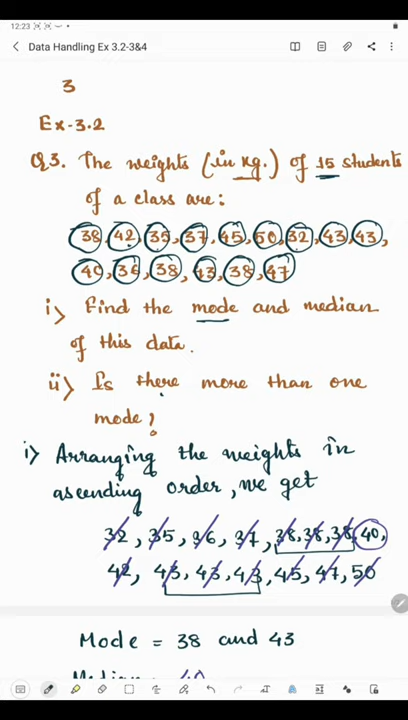 12:23
Data Handling Ex 3.2-3&4
3
Ex-3.2
Q3. The weights (in kg.) of 15 students
of a class are:
38, 42, 35, 37, 45, 50, 32, 43, 43,
40, 36, 38, 43, 38, 47
i> Find the mode and median
of this data.
ii> Is there more than one
mode?
i> Arranging the weights in
ascending order, we get
32, 35, 36, 37, 38, 38, 38, 40,
42, 43, 43, 43, 45, 47, 50
Mode = 38 and 43
Median = 40